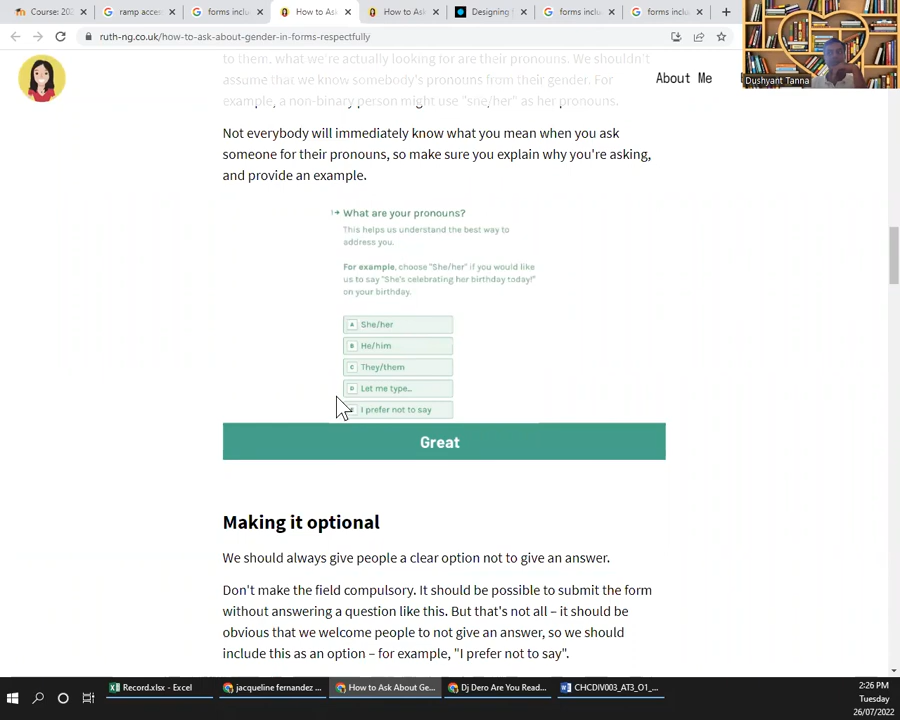 Course: 202
ramp acces
forms inclu
How to Ask
How to Ask
Designing
forms inclu
forms inclu
ruth-ng.co.uk/how-to-ask-about-gender-in-forms-respectfully
Dushyant Tanna
About Me
to them, what we're actually looking for are their pronouns. We shouldn't
assume that we know somebody's pronouns from their gender. For
example, a non-binary person might use "she/her" as her pronouns.
Not everybody will immediately know what you mean when you ask
someone for their pronouns, so make sure you explain why you're asking,
and provide an example.
1→ What are your pronouns?
This helps us understand the best way to
address you.
For example, choose "She/her" if you would like
us to say "She's celebrating her birthday today!"
on your birthday.
A She/her
B He/him
C They/them
D Let me type...
I prefer not to say
Great
Making it optional
We should always give people a clear option not to give an answer.
Don't make the field compulsory. It should be possible to submit the form
without answering a question like this. But that's not all – it should be
obvious that we welcome people to not give an answer, so we should
include this as an option – for example, "I prefer not to say".
Record.xlsx - Excel
jacqueline fernandez ...
How to Ask About Ge...
Dj Dero Are You Read...
CHCDIV003_AT3_O1_...
2:26 PM
Tuesday
26/07/2022